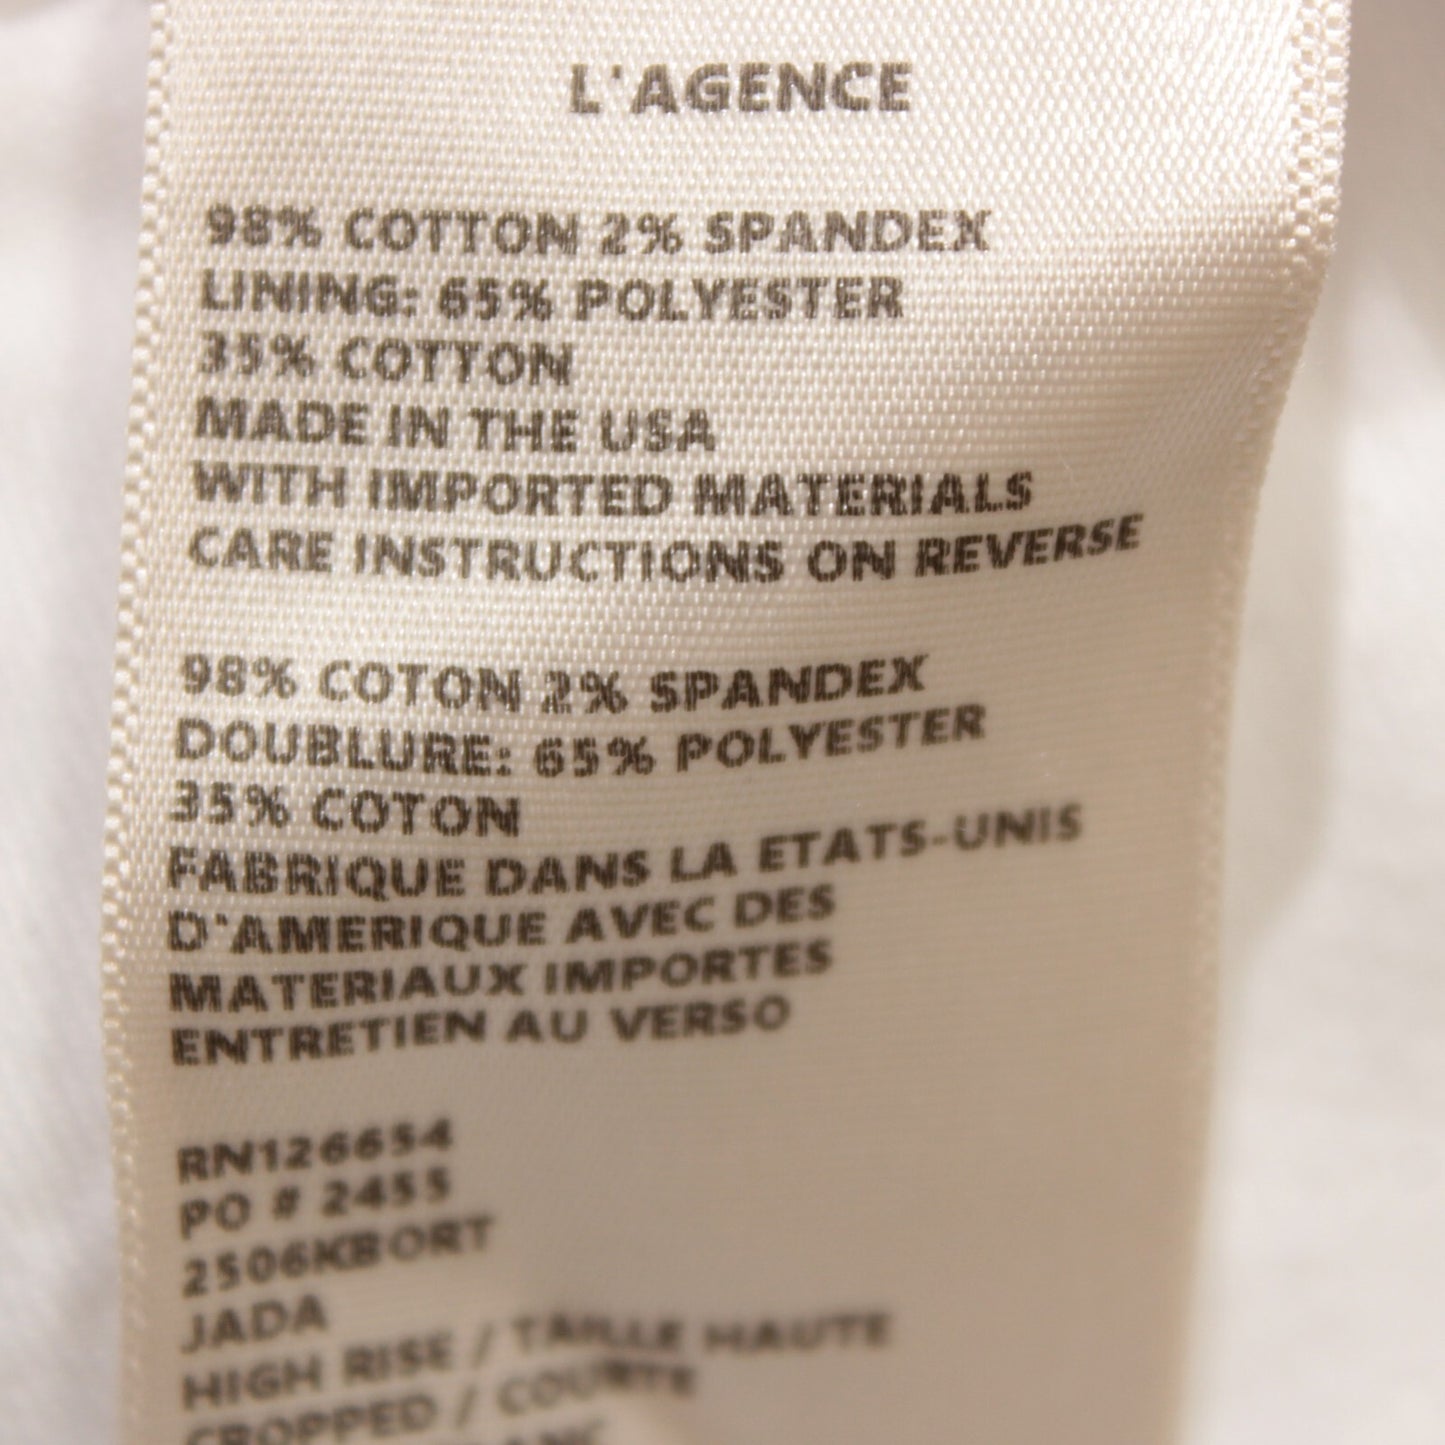 L'AGENCE
98% COTTON 2% SPANDEX
LINING: 65% POLYESTER
35% COTTON
MADE IN THE USA
WITH IMPORTED MATERIALS
CARE INSTRUCTIONS ON REVERSE
98% COTON 2% SPANDEX
DOUBLURE: 65% POLYESTER
35% COTON
FABRIQUE DANS LA ETATS-UNIS
D'AMERIQUE AVEC DES
MATERIAUX IMPORTES
ENTRETIEN AU VERSO
RN126654
PO # 2455
2506KBORT
JADA
HIGH RISE / TAILLE HAUTE
CROPPED / COURTE